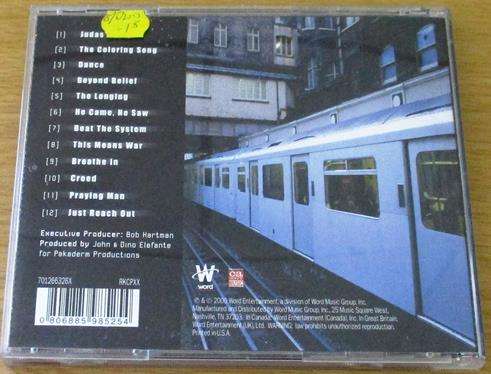 [1] Judas
[2] The Coloring Song
[3] Dance
[4] Beyond Belief
[5] The Longing
[6] He Came, He Saw
[7] Beat The System
[8] This Means War
[9] Breathe In
[10] Creed
[11] Praying Man
[12] Just Reach Out
Executive Producer: Bob Hartman
Produced by John & Dino Elefante
for Pakaderm Productions
701266326X RKCPXX
0 806885 985254
word
℗ & © 2000 Word Entertainment, a division of Word Music Group, Inc.
Manufactured and Distributed by Word Music Group, Inc., 25 Music Square West,
Nashville, TN 37203. In Canada: Word Entertainment (Canada), Inc. In Great Britain:
Word Entertainment (UK), Ltd. WARNING: law prohibits unauthorized reproduction.
Printed in U.S.A.